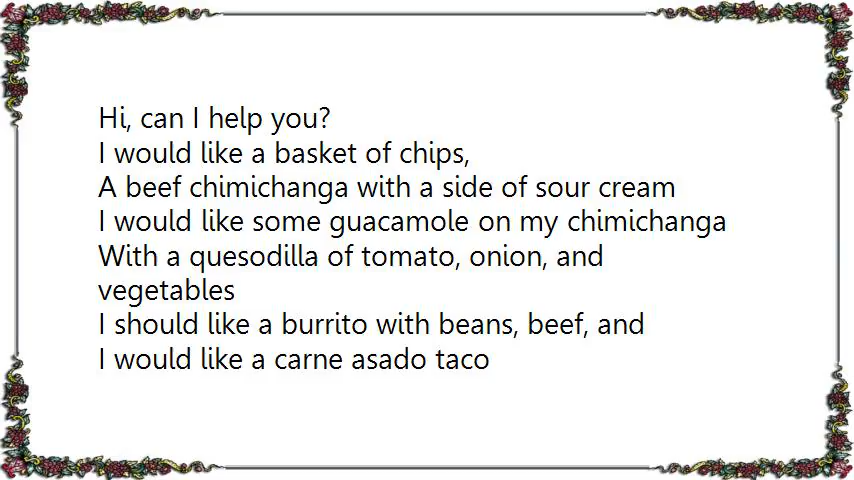 Hi, can I help you?
I would like a basket of chips,
A beef chimichanga with a side of sour cream
I would like some guacamole on my chimichanga
With a quesodilla of tomato, onion, and
vegetables
I should like a burrito with beans, beef, and
I would like a carne asado taco